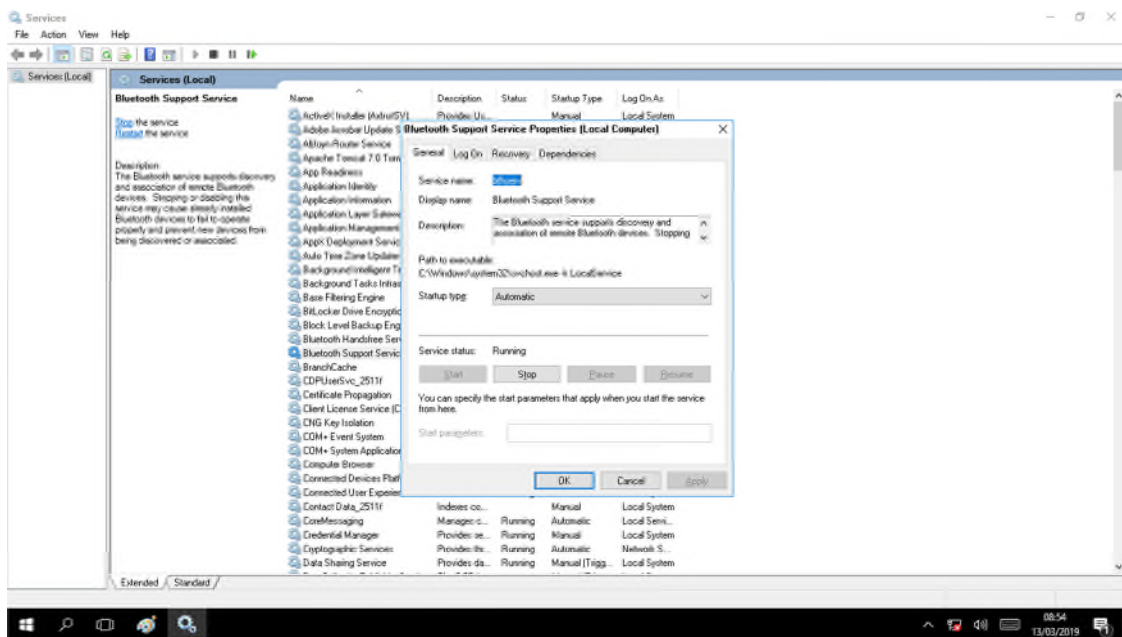 Services
File Action View Help
Services (Local)
Services (Local)
Bluetooth Support Service
Stop the service
Restart the service
Description:
The Bluetooth service supports discovery
and association of remote Bluetooth
devices. Stopping or disabling this
service may cause already installed
Bluetooth devices to fail to operate
properly and prevent new devices from
being discovered or associated.
Name Description Status Startup Type Log On As
ActiveX Installer (AxInstSV) Provides Us... Manual Local System
Adobe Acrobat Update S
Router Service
Apache Tomcat 7.0 Tom
App Readiness
Application Identity
Application Information
Application Layer Gatew
Application Management
AppX Deployment Servic
Auto Time Zone Updater
Background Intelligent Tr
Background Tasks Infras
Base Filtering Engine
BitLocker Drive Encryptic
Block Level Backup Eng
Bluetooth Handsfree Serv
Bluetooth Support Servic
BranchCache
CDPUserSvc_2511f
Certificate Propagation
Client License Service (C
CNG Key Isolation
COM+ Event System
COM+ System Application
Computer Browser
Connected Devices Platf
Connected User Experien
Contact Data_2511f Indexes co... Manual Local System
CoreMessaging Manages c... Running Automatic Local Servi...
Credential Manager Provides se... Running Manual Local System
Cryptographic Services Provides thr... Running Automatic Network S...
Data Sharing Service Provides da... Running Manual (Trigg... Local System
Bluetooth Support Service Properties (Local Computer)
General Log On Recovery Dependencies
Service name: bthserv
Display name: Bluetooth Support Service
Description: The Bluetooth service supports discovery and
association of remote Bluetooth devices. Stopping
Path to executable:
C:\Windows\system32\svchost.exe -k LocalService
Startup type: Automatic
Service status: Running
Start Stop Pause Resume
You can specify the start parameters that apply when you start the service
from here.
Start parameters:
OK Cancel Apply
Extended Standard
08:54
13/03/2019